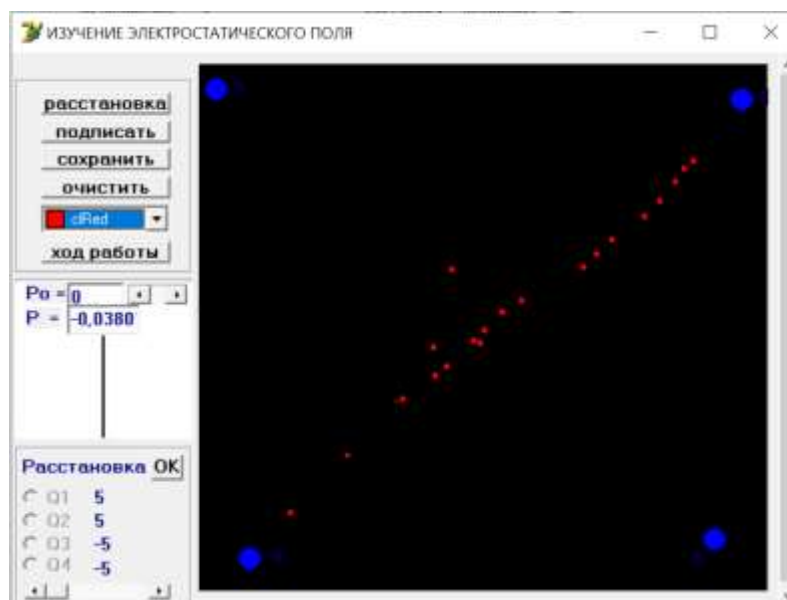 ИЗУЧЕНИЕ ЭЛЕКТРОСТАТИЧЕСКОГО ПОЛЯ
расстановка
подписать
сохранить
очистить
clRed
ход работы
Po = 0
P = -0,0380
Расстановка OK
Q1 5
Q2 5
Q3 -5
Q4 -5